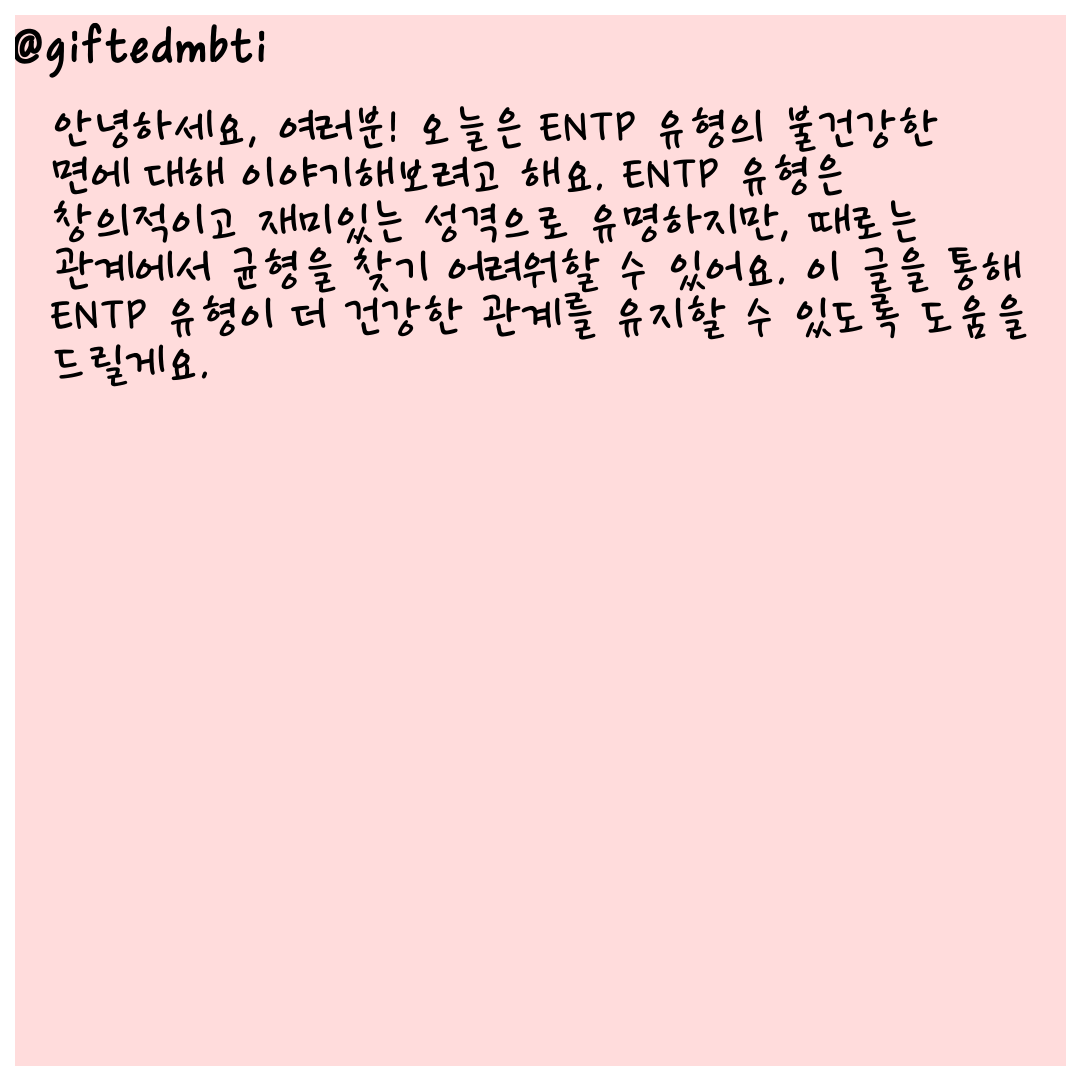 @giftedmbti
안녕하세요, 여러분! 오늘은 ENTP 유형의 불건강한
면에 대해 이야기해보려고 해요. ENTP 유형은
창의적이고 재미있는 성격으로 유명하지만, 때로는
관계에서 균형을 찾기 어려워할 수 있어요. 이 글을 통해
ENTP 유형이 더 건강한 관계를 유지할 수 있도록 도움을
드릴게요.